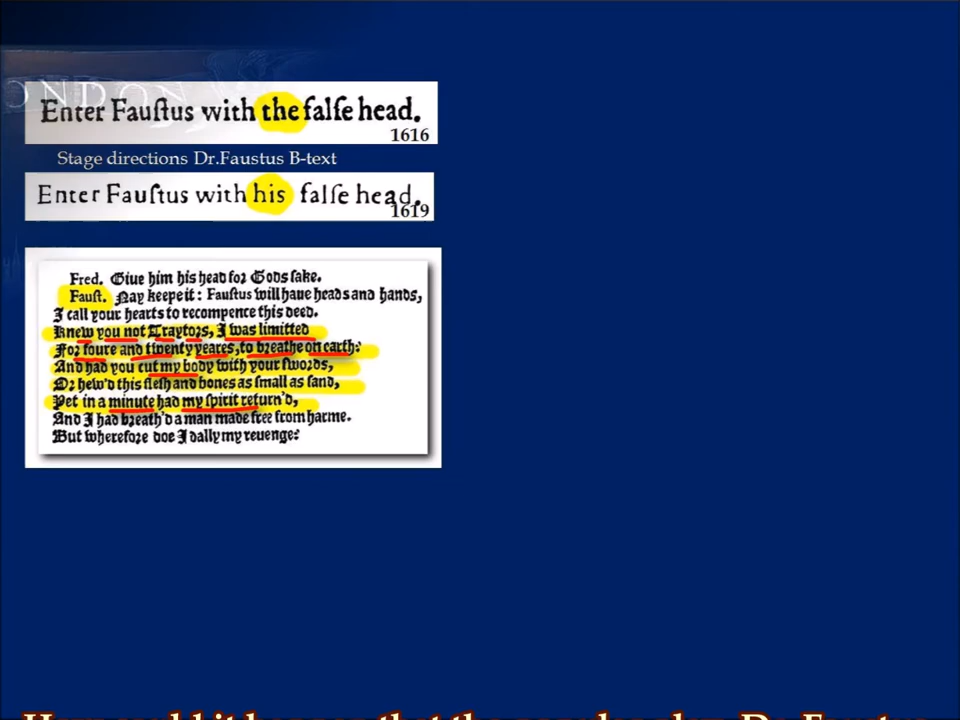 ONDON
Enter Fauſtus with the falſe head.
1616
Stage directions Dr.Faustus B-text
Enter Fauſtus with his falſe head.
1619
Fred. Giue him his head for Gods ſake.
Fauſt. Nay keepe it: Fauſtus will haue heads and hands,
I call your hearts to recompence this deed.
Knew you not Traytors, I was limitted
For foure and twenty yeares, to breathe on earth?
And had you cut my body with your ſwords,
Or hew'd this fleſh and bones as ſmall as ſand,
Yet in a minute had my ſpirit return'd,
And I had breath'd a man made free from harme.
But wherefore doe I dally my reuenge?